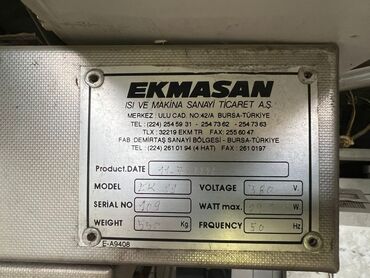 EKMASAN
ISI VE MAKİNA SANAYİ TİCARET A.Ş.
MERKEZ : ULU CAD. NO:42/A BURSA-TÜRKİYE
TEL : (224) 254 59 31 - 254 73 62 - 254 73 63
TLX : 32219 EKM TR FAX : 255 60 47
FAB : DEMİRTAŞ SANAYİ BÖLGESİ - BURSA-TÜRKİYE
TEL : (224) 261 01 94 (4 HAT) FAX : 261 0197
Product.DATE
MODEL VOLTAGE 380 V.
SERIAL NO 109 WATT max. W
WEIGHT 550 Kg FRQUENCY 50 Hz
E-A9408